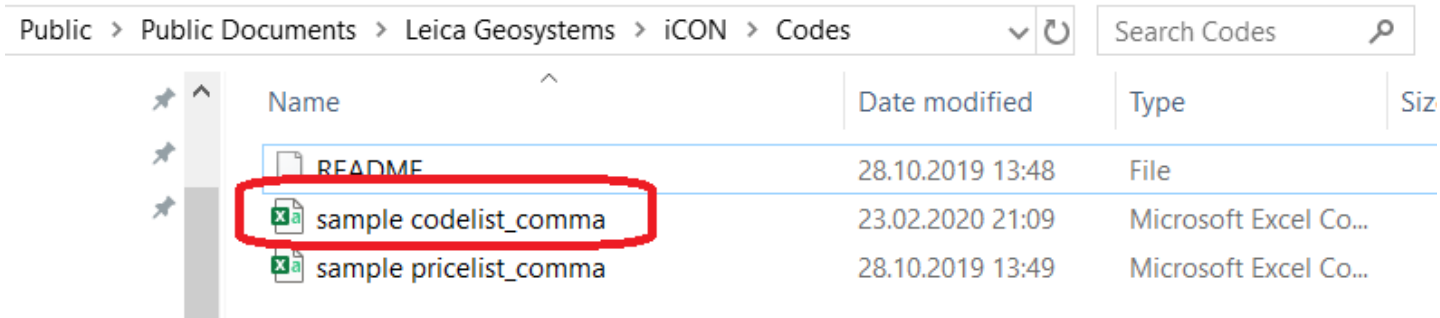 Public > Public Documents > Leica Geosystems > iCON > Codes Search Codes
Name Date modified Type Siz
README 28.10.2019 13:48 File
sample codelist_comma 23.02.2020 21:09 Microsoft Excel Co...
sample pricelist_comma 28.10.2019 13:49 Microsoft Excel Co...